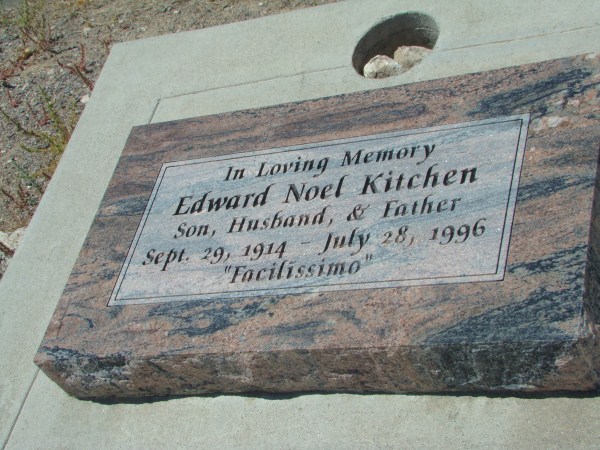 In Loving Memory
Edward Noel Kitchen
Son, Husband, & Father
Sept. 29, 1914 - July 28, 1996
"Facilissimo"